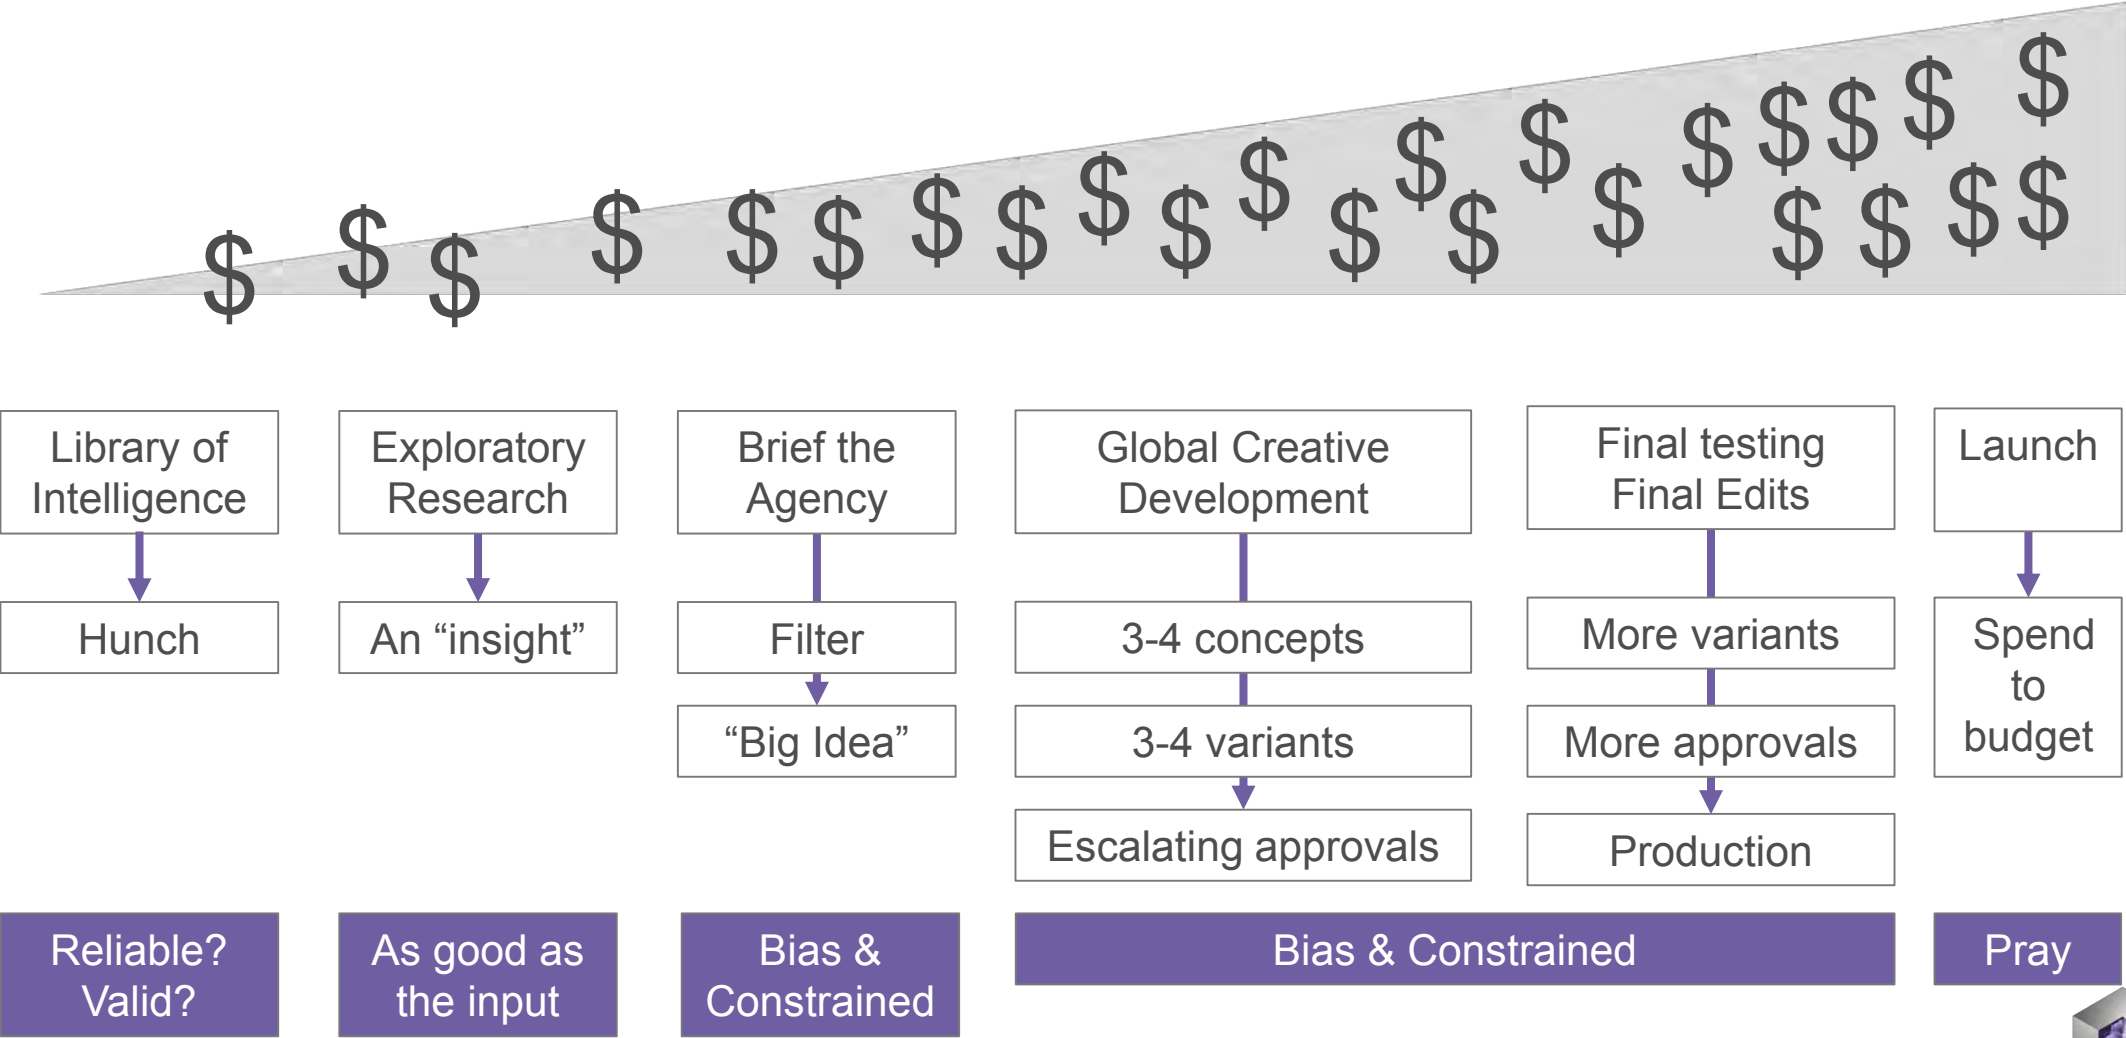 $ $ $ $ $ $ $ $ $ $ $ $ $ $ $ $ $ $ $ $ $ $ $ $ $
Library of
Intelligence
Hunch
Reliable?
Valid?
Exploratory
Research
An “insight”
As good as
the input
Brief the
Agency
Filter
“Big Idea”
Bias &
Constrained
Global Creative
Development
3-4 concepts
3-4 variants
Escalating approvals
Final testing
Final Edits
More variants
More approvals
Production
Bias & Constrained
Launch
Spend
to
budget
Pray